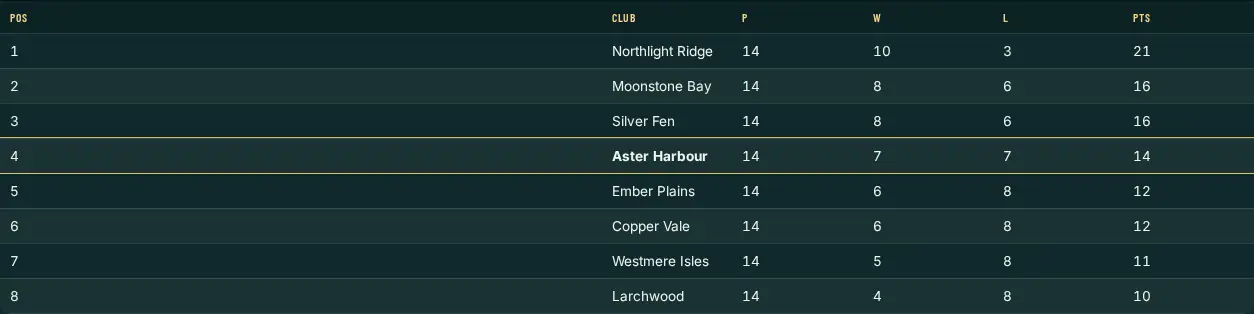 POS CLUB P W L PTS
1 Northlight Ridge 14 10 3 21
2 Moonstone Bay 14 8 6 16
3 Silver Fen 14 8 6 16
4 Aster Harbour 14 7 7 14
5 Ember Plains 14 6 8 12
6 Copper Vale 14 6 8 12
7 Westmere Isles 14 5 8 11
8 Larchwood 14 4 8 10